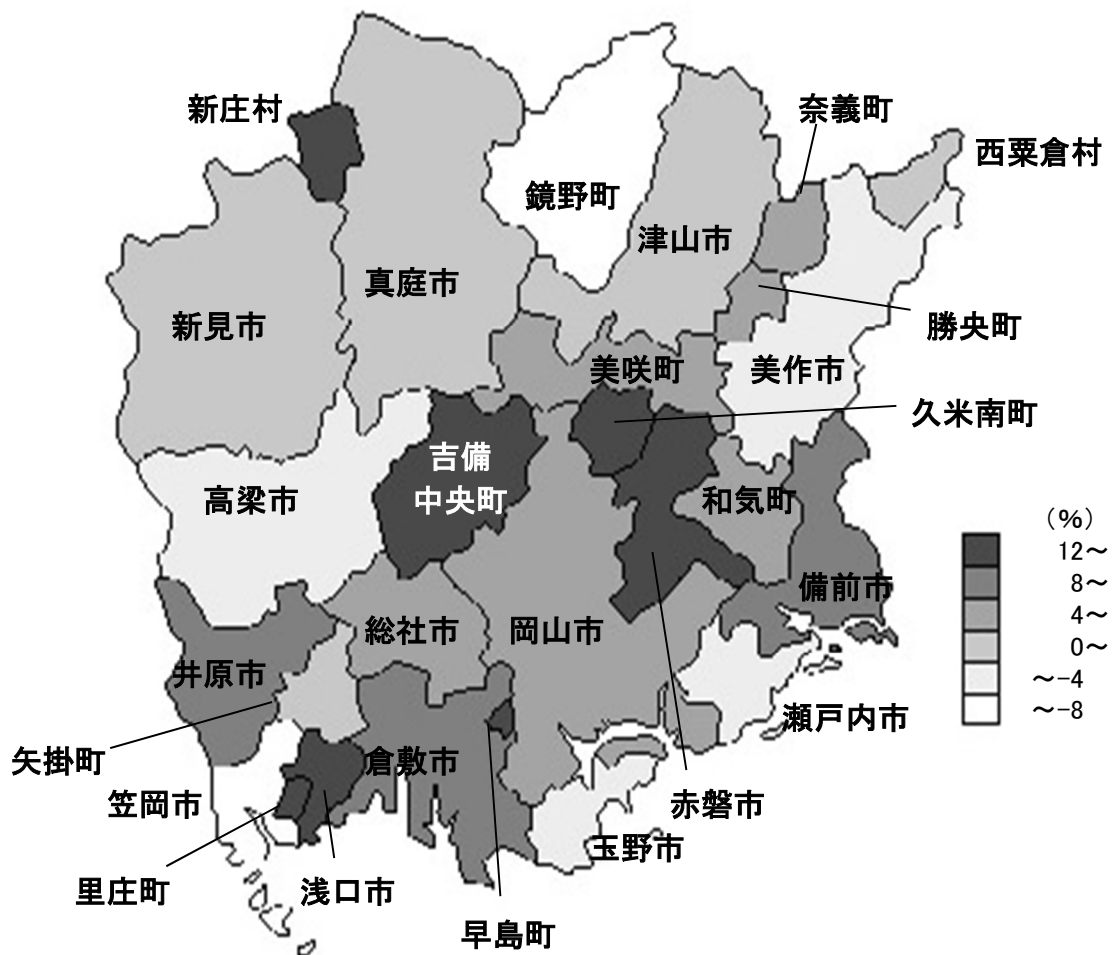 新庄村
奈義町
西粟倉村
鏡野町
津山市
真庭市
新見市
勝央町
美咲町
美作市
久米南町
吉備
中央町
高梁市
和気町
（%）
12～
8～
4～
0～
～-4
～-8
備前市
総社市
岡山市
井原市
瀬戸内市
矢掛町
倉敷市
笠岡市
赤磐市
玉野市
里庄町
浅口市
早島町